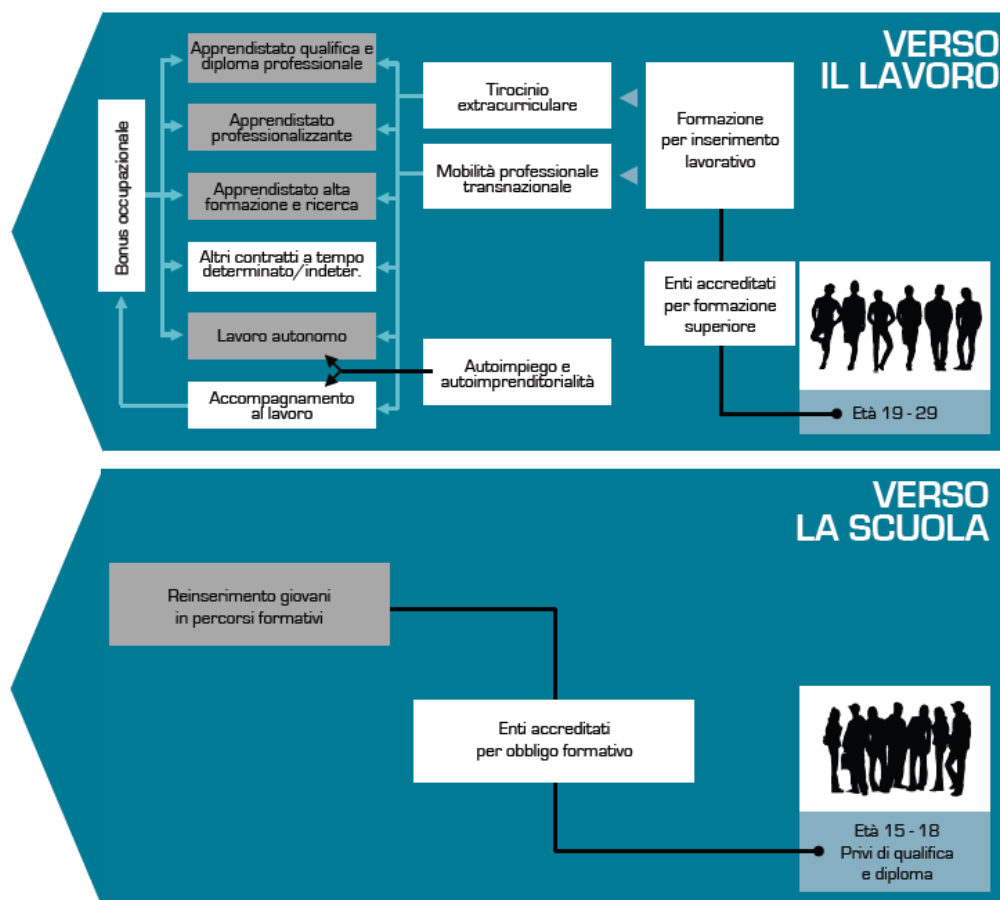 VERSO
IL LAVORO
Apprendistato qualifica e
diploma professionale
Apprendistato
professionalizzante
Apprendistato alta
formazione e ricerca
Altri contratti a tempo
determinato/indeter.
Lavoro autonomo
Accompagnamento
al lavoro
Bonus occupazionale
Tirocinio
extracurriculare
Mobilità professionale
transnazionale
Autoimpiego e
autoimprenditorialità
Formazione
per inserimento
lavorativo
Enti accreditati
per formazione
superiore
Età 19 - 29
VERSO
LA SCUOLA
Reinserimento giovani
in percorsi formativi
Enti accreditati
per obbligo formativo
Età 15 - 18
Privi di qualifica
e diploma